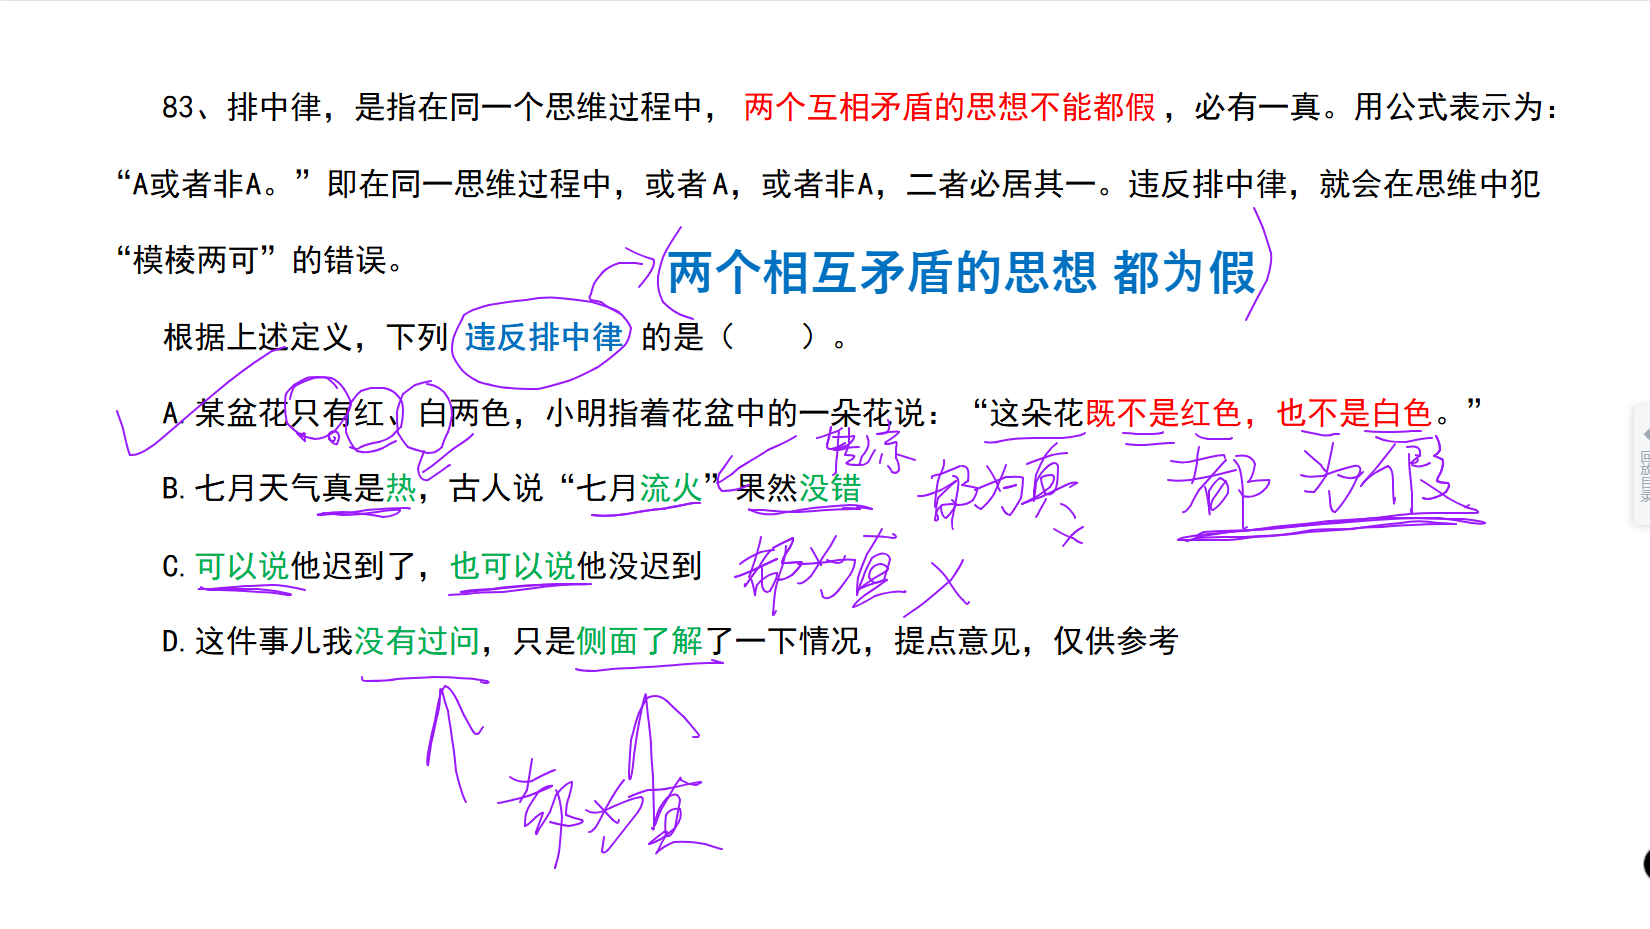 83、排中律，是指在同一个思维过程中，两个互相矛盾的思想不能都假，必有一真。用公式表示为：
“A或者非A。”即在同一思维过程中，或者A，或者非A，二者必居其一。违反排中律，就会在思维中犯
“模棱两可”的错误。
两个相互矛盾的思想 都为假
根据上述定义，下列 违反排中律 的是（　　）。
A. 某盆花只有红、白两色，小明指着花盆中的一朵花说：“这朵花既不是红色，也不是白色。”
B. 七月天气真是热，古人说“七月流火”果然没错
都为真
都为假
C. 可以说他迟到了，也可以说他没迟到
都为真
D. 这件事儿我没有过问，只是侧面了解了一下情况，提点意见，仅供参考
都为真
回放目录